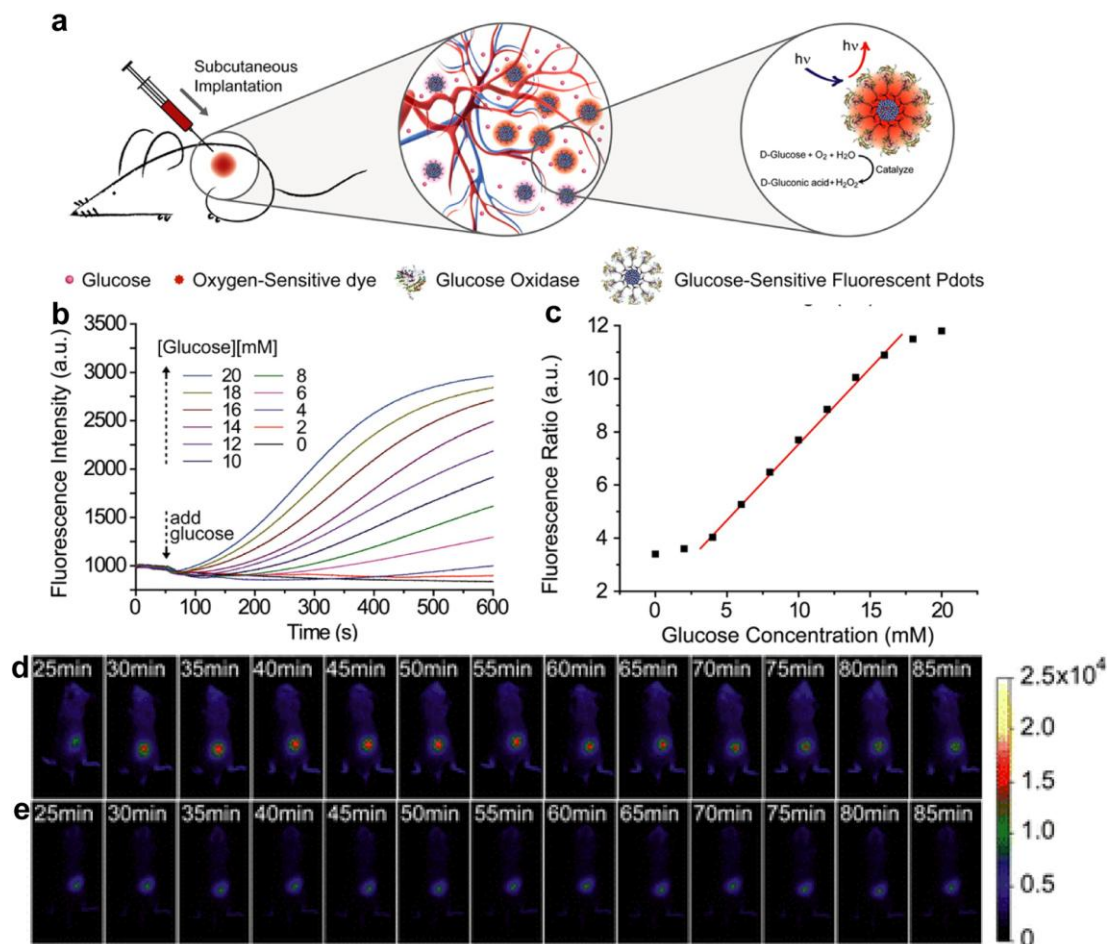 a
Subcutaneous
Implantation
hν
hν
D-Glucose + O2 + H2O
Catalyze
D-Gluconic acid+H2O2
Glucose
Oxygen-Sensitive dye
Glucose Oxidase
Glucose-Sensitive Fluorescent Pdots
b
3500
3000
2500
2000
1500
1000
Fluorescence Intensity (a.u.)
[Glucose][mM]
20 8
18 6
16 4
14 2
12 0
10
add
glucose
0 100 200 300 400 500 600
Time (s)
c
12
10
8
6
4
2
Fluorescence Ratio (a.u.)
0 5 10 15 20
Glucose Concentration (mM)
d
25min 30min 35min 40min 45min 50min 55min 60min 65min 70min 75min 80min 85min
e
25min 30min 35min 40min 45min 50min 55min 60min 65min 70min 75min 80min 85min
2.5x10⁴
2.0
1.5
1.0
0.5
0